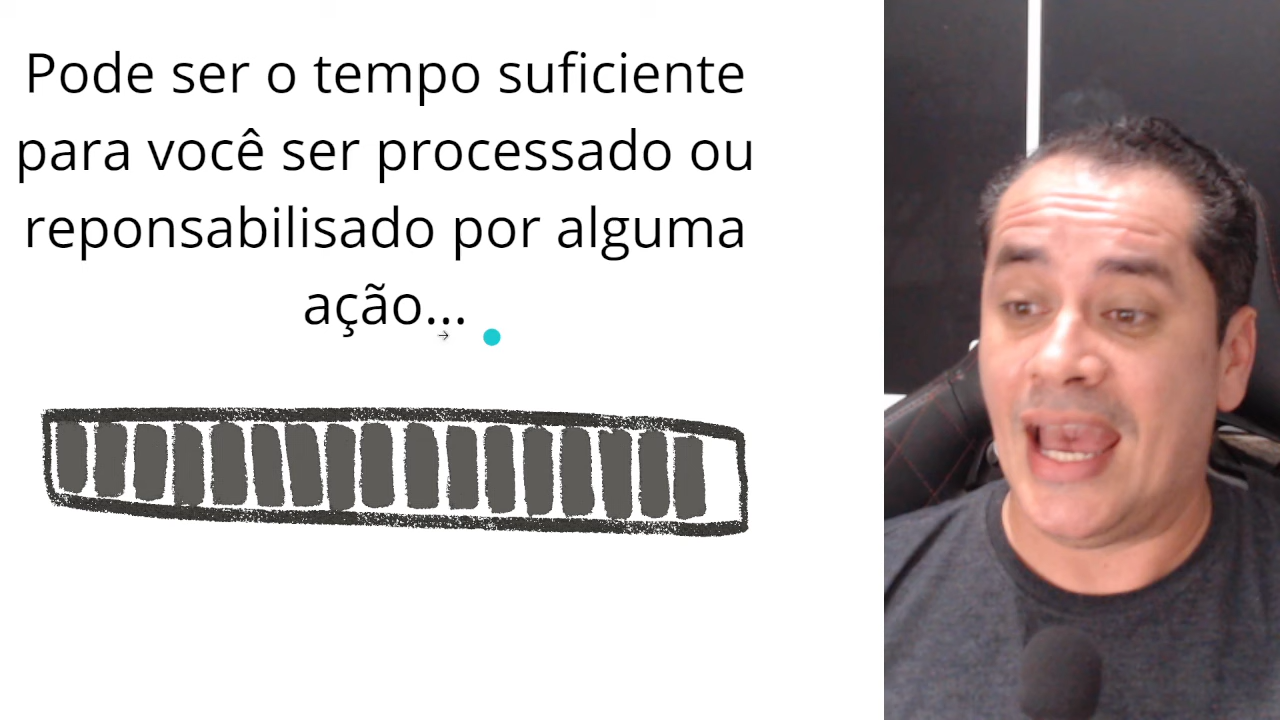 Pode ser o tempo suficiente
para você ser processado ou
reponsabilisado por alguma
ação...